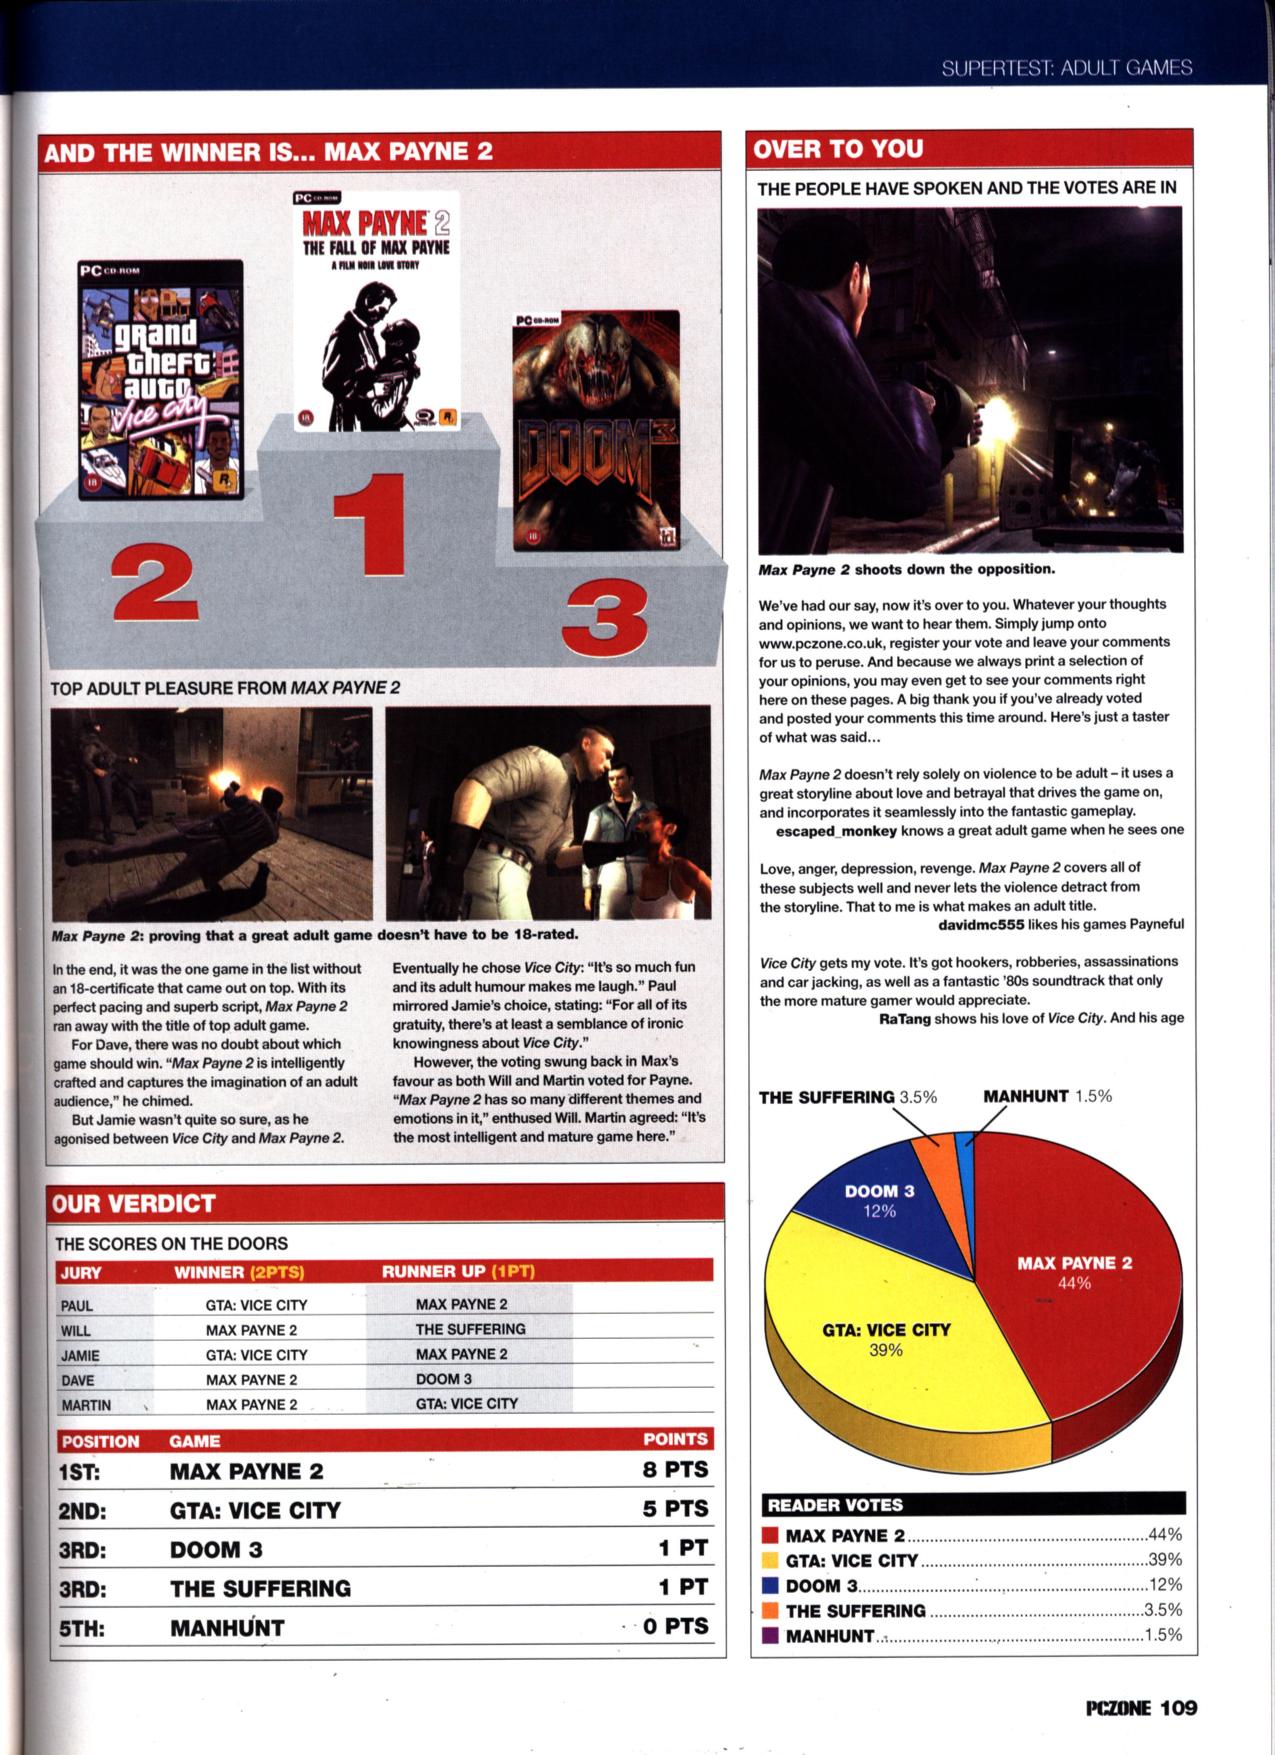 SUPERTEST: ADULT GAMES
AND THE WINNER IS... MAX PAYNE 2
PC CD-ROM
grand
theft
auto
Vice City
18
R
PC CD-ROM
MAX PAYNE 2
THE FALL OF MAX PAYNE
A FILM NOIR LOVE STORY
18
REMEDY
R
PC CD-ROM
DOOM 3
18
id
2
1
3
TOP ADULT PLEASURE FROM MAX PAYNE 2
Max Payne 2: proving that a great adult game doesn't have to be 18-rated.
In the end, it was the one game in the list without
an 18-certificate that came out on top. With its
perfect pacing and superb script, Max Payne 2
ran away with the title of top adult game.
For Dave, there was no doubt about which
game should win. “Max Payne 2 is intelligently
crafted and captures the imagination of an adult
audience,” he chimed.
But Jamie wasn't quite so sure, as he
agonised between Vice City and Max Payne 2.
Eventually he chose Vice City: “It's so much fun
and its adult humour makes me laugh.” Paul
mirrored Jamie's choice, stating: “For all of its
gratuity, there's at least a semblance of ironic
knowingness about Vice City.”
However, the voting swung back in Max's
favour as both Will and Martin voted for Payne.
“Max Payne 2 has so many different themes and
emotions in it,” enthused Will. Martin agreed: “It's
the most intelligent and mature game here.”
OUR VERDICT
THE SCORES ON THE DOORS
JURY WINNER (2PTS) RUNNER UP (1PT)
PAUL GTA: VICE CITY MAX PAYNE 2
WILL MAX PAYNE 2 THE SUFFERING
JAMIE GTA: VICE CITY MAX PAYNE 2
DAVE MAX PAYNE 2 DOOM 3
MARTIN MAX PAYNE 2 GTA: VICE CITY
POSITION GAME POINTS
1ST: MAX PAYNE 2 8 PTS
2ND: GTA: VICE CITY 5 PTS
3RD: DOOM 3 1 PT
3RD: THE SUFFERING 1 PT
5TH: MANHUNT 0 PTS
OVER TO YOU
THE PEOPLE HAVE SPOKEN AND THE VOTES ARE IN
Max Payne 2 shoots down the opposition.
We've had our say, now it's over to you. Whatever your thoughts
and opinions, we want to hear them. Simply jump onto
www.pczone.co.uk, register your vote and leave your comments
for us to peruse. And because we always print a selection of
your opinions, you may even get to see your comments right
here on these pages. A big thank you if you've already voted
and posted your comments this time around. Here's just a taster
of what was said...
Max Payne 2 doesn't rely solely on violence to be adult – it uses a
great storyline about love and betrayal that drives the game on,
and incorporates it seamlessly into the fantastic gameplay.
escaped_monkey knows a great adult game when he sees one
Love, anger, depression, revenge. Max Payne 2 covers all of
these subjects well and never lets the violence detract from
the storyline. That to me is what makes an adult title.
davidmc555 likes his games Payneful
Vice City gets my vote. It's got hookers, robberies, assassinations
and car jacking, as well as a fantastic '80s soundtrack that only
the more mature gamer would appreciate.
RaTang shows his love of Vice City. And his age
THE SUFFERING 3.5%
MANHUNT 1.5%
DOOM 3
12%
MAX PAYNE 2
44%
GTA: VICE CITY
39%
READER VOTES
MAX PAYNE 2.......................................................44%
GTA: VICE CITY....................................................39%
DOOM 3.................................................................12%
THE SUFFERING .................................................3.5%
MANHUNT.............................................................1.5%
PCZONE 109